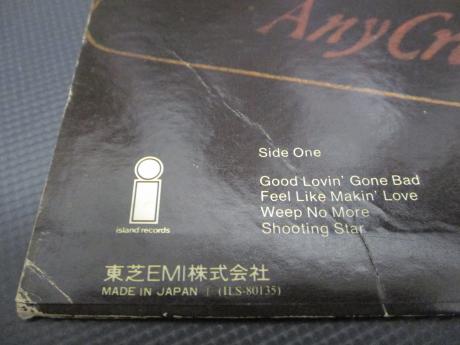 Any Cr
Side One
Good Lovin' Gone Bad
Feel Like Makin' Love
Weep No More
Shooting Star
i
island records
東芝EMI株式会社
MADE IN JAPAN (ILS-80135)